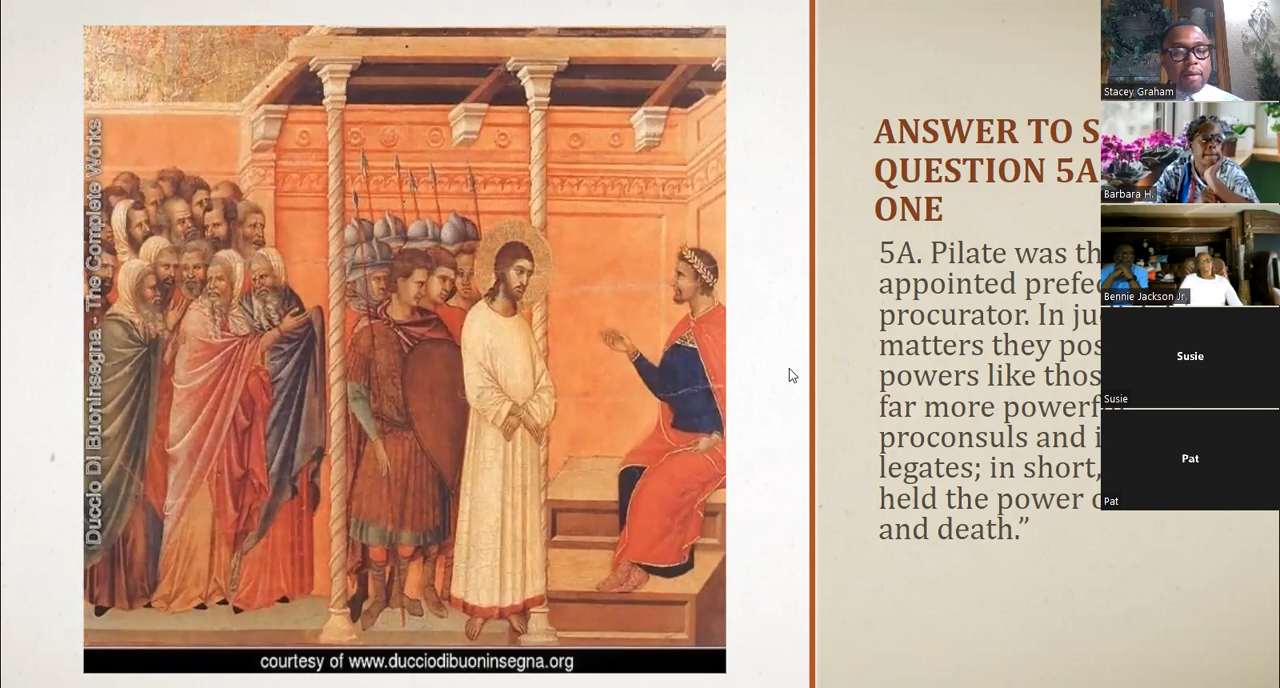 Duccio Di Buoninsegna - The Complete Works
courtesy of www.ducciodibuoninsegna.org
ANSWER TO S
QUESTION 5A
ONE
5A. Pilate was th
appointed prefec
procurator. In ju
matters they pos
powers like thos
far more powerf
proconsuls and i
legates; in short,
held the power o
and death.”
Stacey Graham
Barbara H.
Bennie Jackson Jr.
Susie
Susie
Pat
Pat